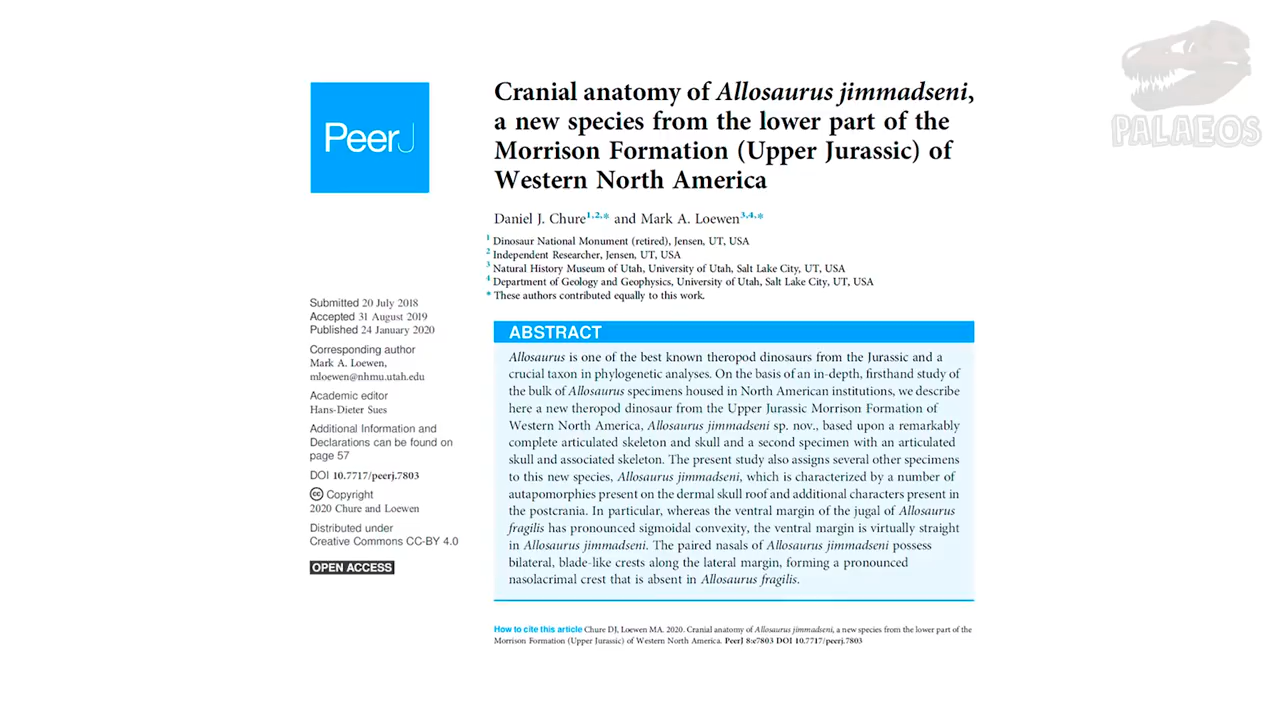 PALAEOS
PeerJ
Cranial anatomy of Allosaurus jimmadseni,
a new species from the lower part of the
Morrison Formation (Upper Jurassic) of
Western North America
Daniel J. Chure1,2,* and Mark A. Loewen3,4,*
1 Dinosaur National Monument (retired), Jensen, UT, USA
2 Independent Researcher, Jensen, UT, USA
3 Natural History Museum of Utah, University of Utah, Salt Lake City, UT, USA
4 Department of Geology and Geophysics, University of Utah, Salt Lake City, UT, USA
* These authors contributed equally to this work.
Submitted 20 July 2018
Accepted 31 August 2019
Published 24 January 2020
Corresponding author
Mark A. Loewen,
mloewen@nhmu.utah.edu
Academic editor
Hans-Dieter Sues
Additional Information and
Declarations can be found on
page 57
DOI 10.7717/peerj.7803
cc Copyright
2020 Chure and Loewen
Distributed under
Creative Commons CC-BY 4.0
OPEN ACCESS
ABSTRACT
Allosaurus is one of the best known theropod dinosaurs from the Jurassic and a
crucial taxon in phylogenetic analyses. On the basis of an in-depth, firsthand study of
the bulk of Allosaurus specimens housed in North American institutions, we describe
here a new theropod dinosaur from the Upper Jurassic Morrison Formation of
Western North America, Allosaurus jimmadseni sp. nov., based upon a remarkably
complete articulated skeleton and skull and a second specimen with an articulated
skull and associated skeleton. The present study also assigns several other specimens
to this new species, Allosaurus jimmadseni, which is characterized by a number of
autapomorphies present on the dermal skull roof and additional characters present in
the postcrania. In particular, whereas the ventral margin of the jugal of Allosaurus
fragilis has pronounced sigmoidal convexity, the ventral margin is virtually straight
in Allosaurus jimmadseni. The paired nasals of Allosaurus jimmadseni possess
bilateral, blade-like crests along the lateral margin, forming a pronounced
nasolacrimal crest that is absent in Allosaurus fragilis.
How to cite this article Chure DJ, Loewen MA. 2020. Cranial anatomy of Allosaurus jimmadseni, a new species from the lower part of the
Morrison Formation (Upper Jurassic) of Western North America. PeerJ 8:e7803 DOI 10.7717/peerj.7803